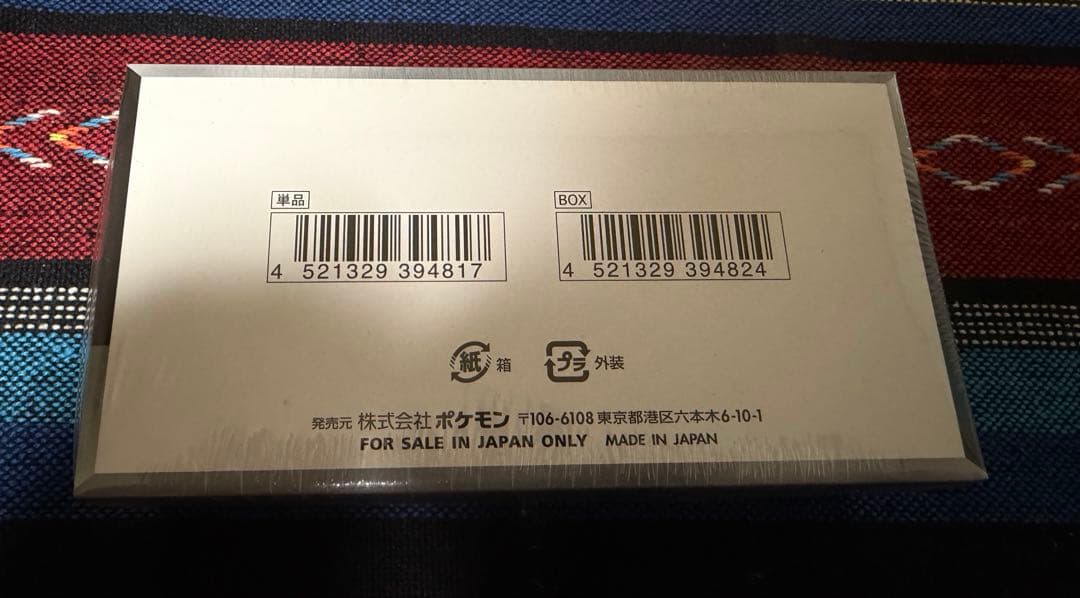 単品
BOX
4 521329 394817
4 521329 394824
紙 箱
プラ 外装
発売元 株式会社 ポケモン 〒106-6108 東京都港区六本木6-10-1
FOR SALE IN JAPAN ONLY MADE IN JAPAN